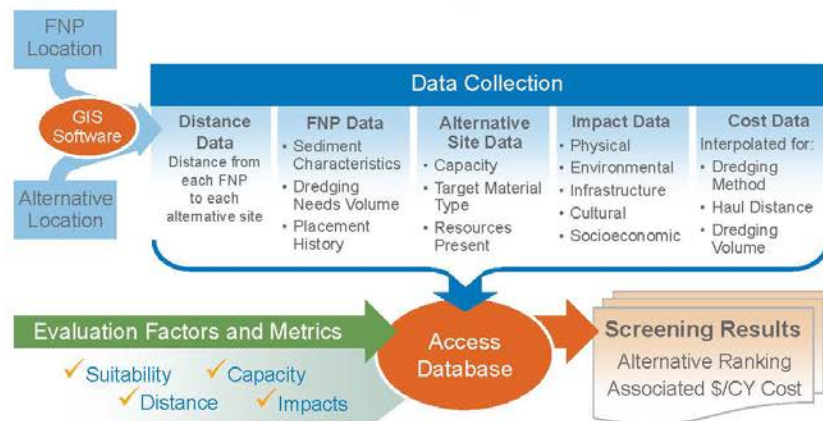 FNP
Location
GIS
Software
Alternative
Location
Data Collection
Distance
Data
Distance from
each FNP
to each
alternative site
FNP Data
• Sediment
Characteristics
• Dredging
Needs Volume
• Placement
History
Alternative
Site Data
• Capacity
• Target Material
Type
• Resources
Present
Impact Data
• Physical
• Environmental
• Infrastructure
• Cultural
• Socioeconomic
Cost Data
Interpolated for:
• Dredging
Method
• Haul Distance
• Dredging
Volume
Evaluation Factors and Metrics
✓ Suitability ✓ Capacity
✓ Distance ✓ Impacts
Access
Database
Screening Results
Alternative Ranking
Associated $/CY Cost